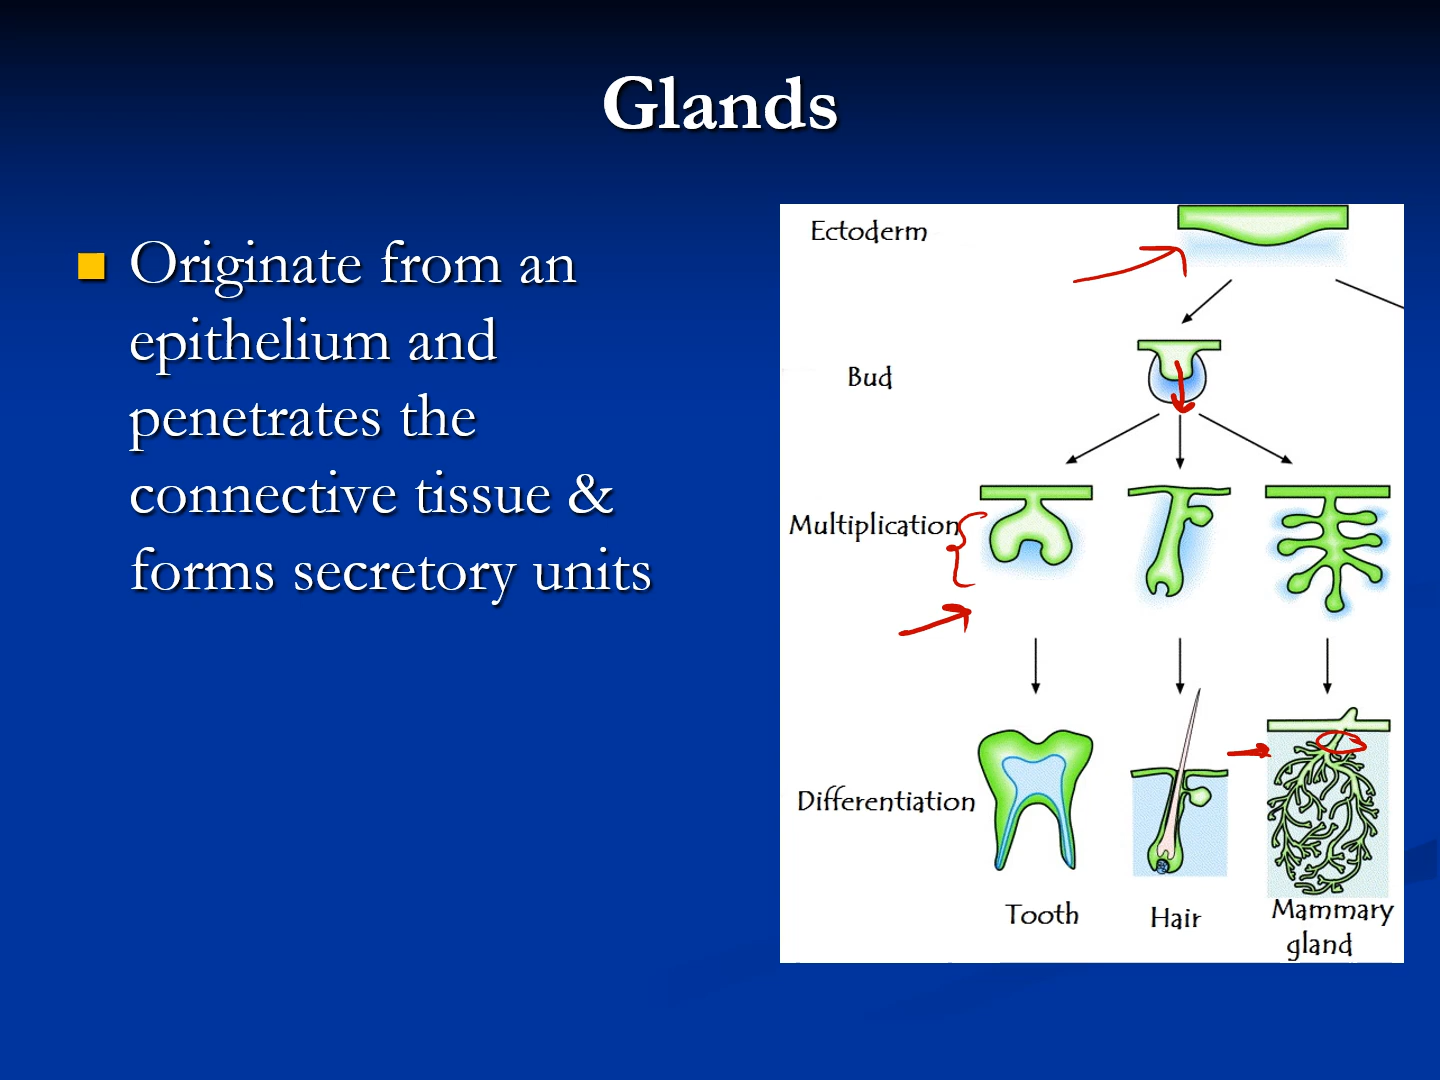 Glands
Originate from an
epithelium and
penetrates the
connective tissue &
forms secretory units
Ectoderm
Bud
Multiplication
Differentiation
Tooth
Hair
Mammary
gland